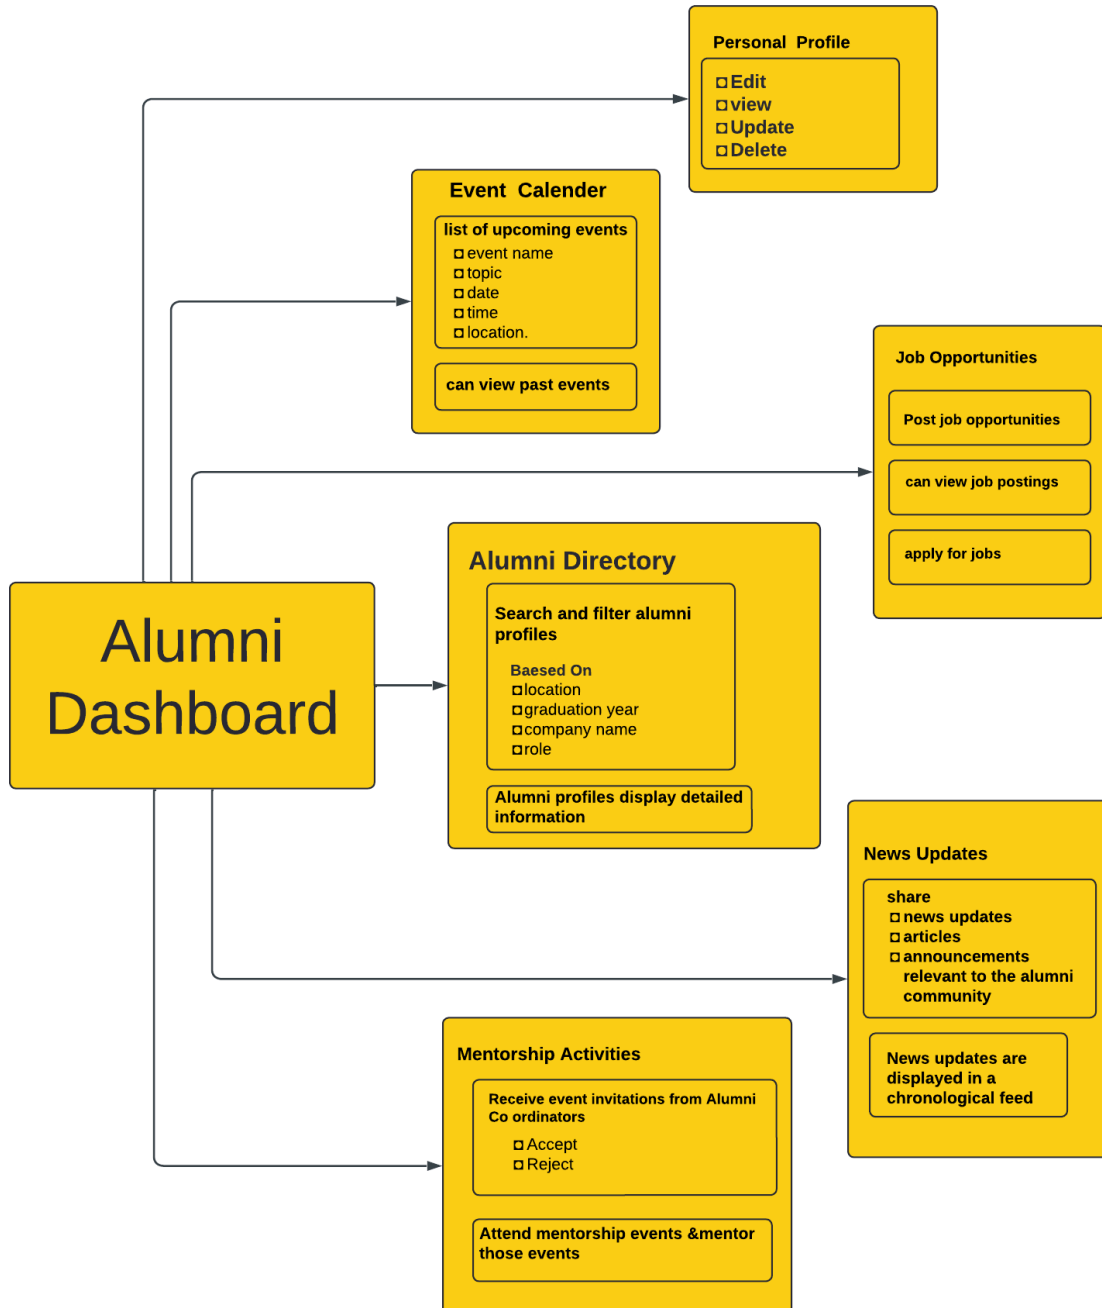 Personal Profile
Edit
view
Update
Delete
Event Calender
list of upcoming events
event name
topic
date
time
location.
can view past events
Job Opportunities
Post job opportunities
can view job postings
apply for jobs
Alumni
Dashboard
Alumni Directory
Search and filter alumni
profiles
Baesed On
location
graduation year
company name
role
Alumni profiles display detailed
information
News Updates
share
news updates
articles
announcements
relevant to the alumni
community
News updates are
displayed in a
chronological feed
Mentorship Activities
Receive event invitations from Alumni
Co ordinators
Accept
Reject
Attend mentorship events &mentor
those events